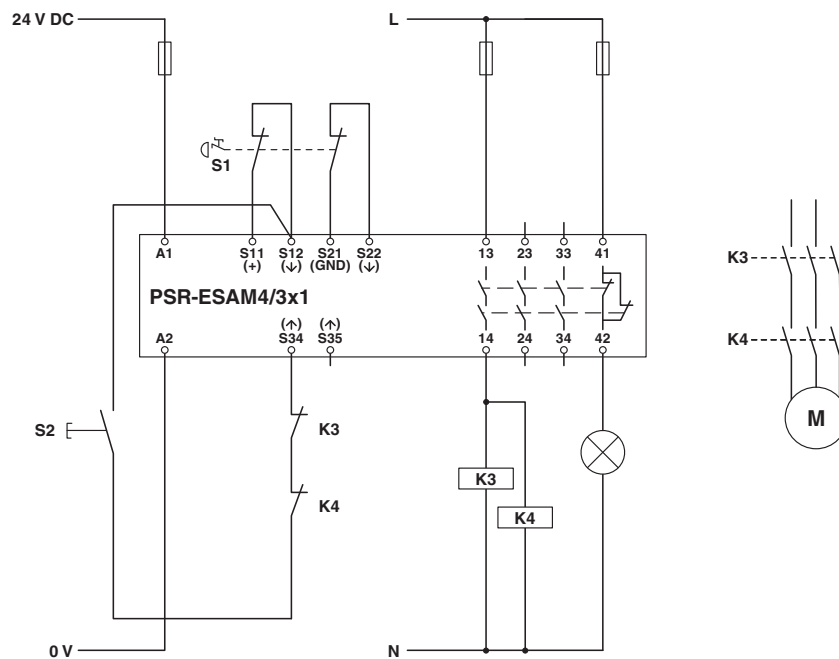 24 V DC
L
S1
A1
S11
(+)
S12
(↓)
S21
(GND)
S22
(↓)
13
23
33
41
PSR-ESAM4/3x1
A2
(↑)
S34
(↑)
S35
14
24
34
42
K3
K4
M
S2
K3
K4
K3
K4
0 V
N